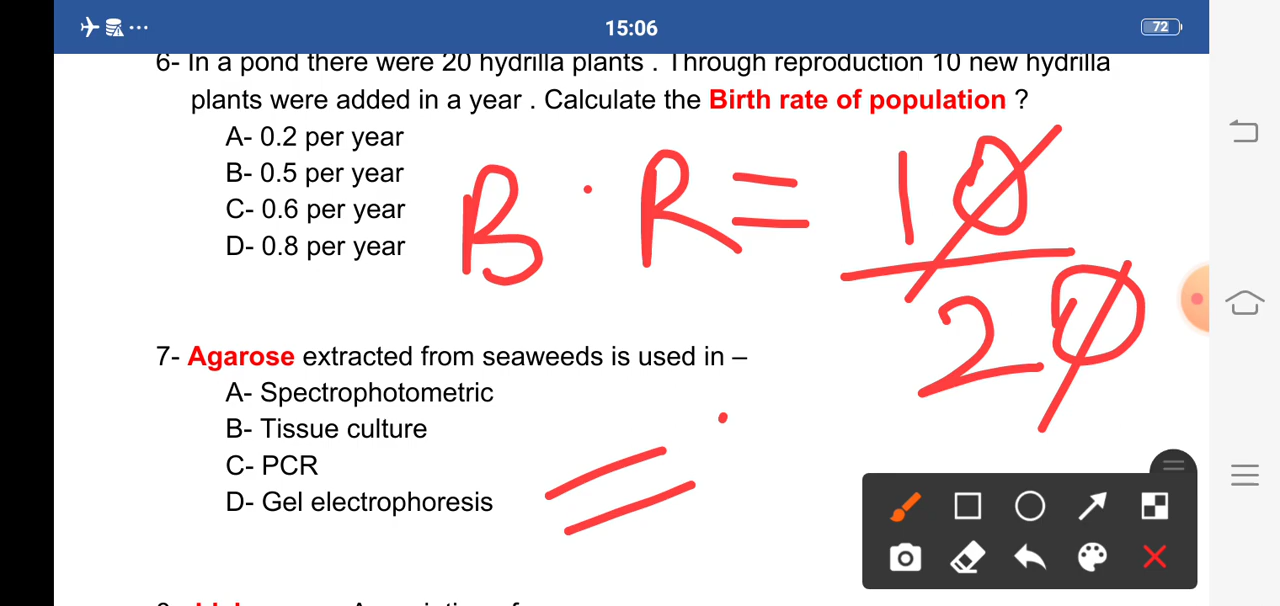 15:06
72
6- In a pond there were 20 hydrilla plants . Through reproduction 10 new hydrilla
plants were added in a year . Calculate the Birth rate of population ?
A- 0.2 per year
B- 0.5 per year
C- 0.6 per year
D- 0.8 per year
B . R = 10
20
7- Agarose extracted from seaweeds is used in –
A- Spectrophotometric
B- Tissue culture
C- PCR
D- Gel electrophoresis
= .